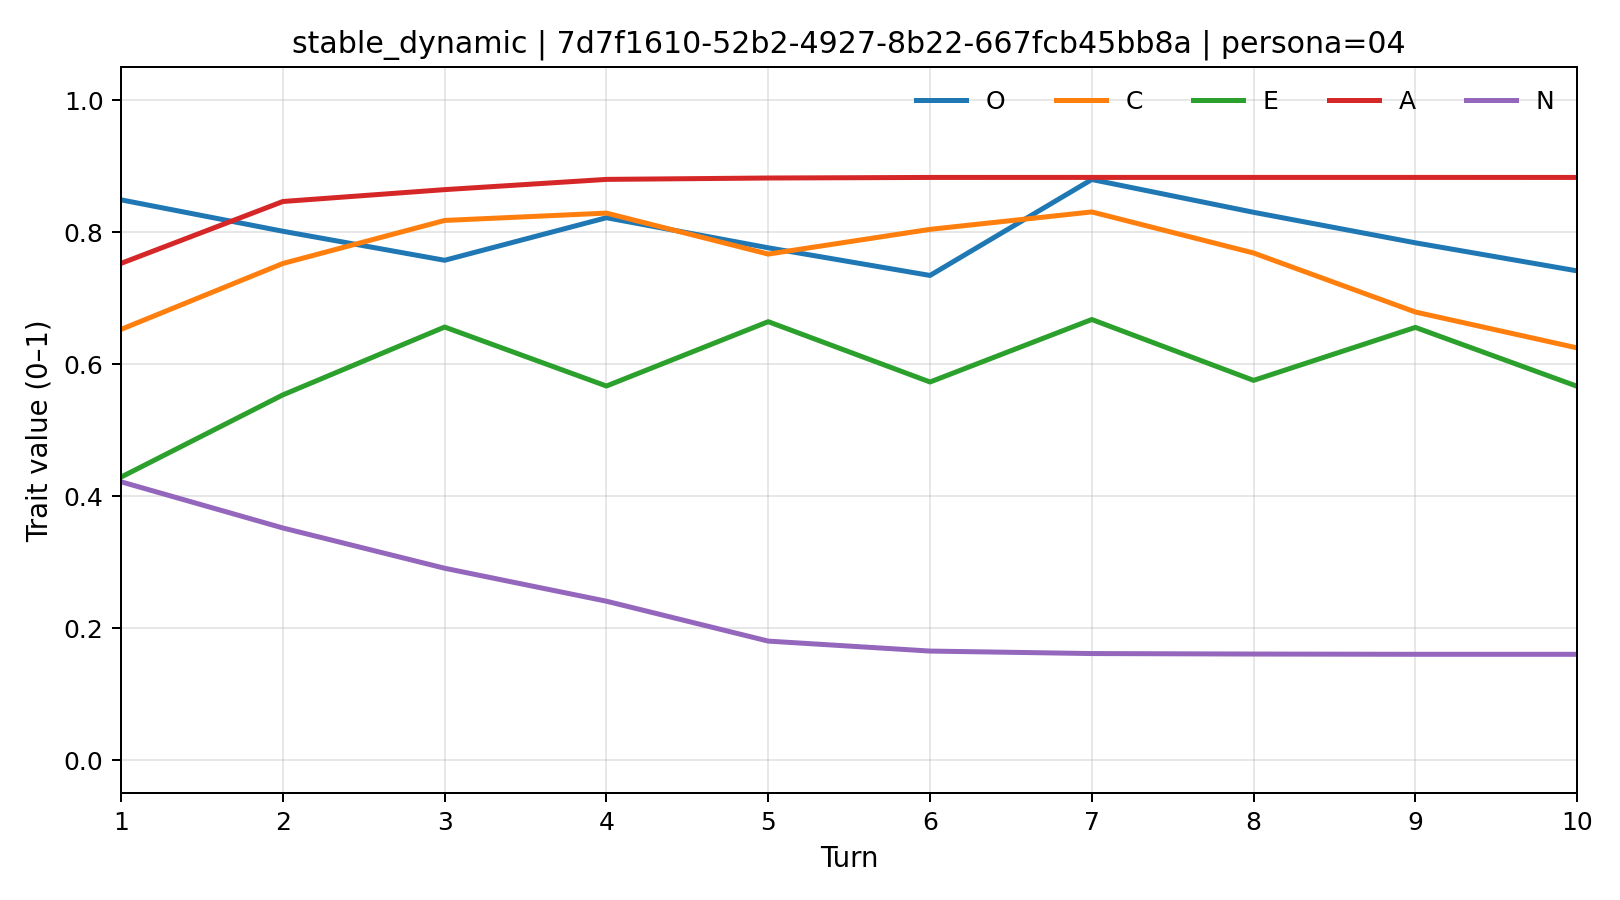 stable_dynamic | 7d7f1610-52b2-4927-8b22-667fcb45bb8a | persona=04
O C E A N
1.0
0.8
0.6
0.4
0.2
0.0
Trait value (0–1)
1 2 3 4 5 6 7 8 9 10
Turn